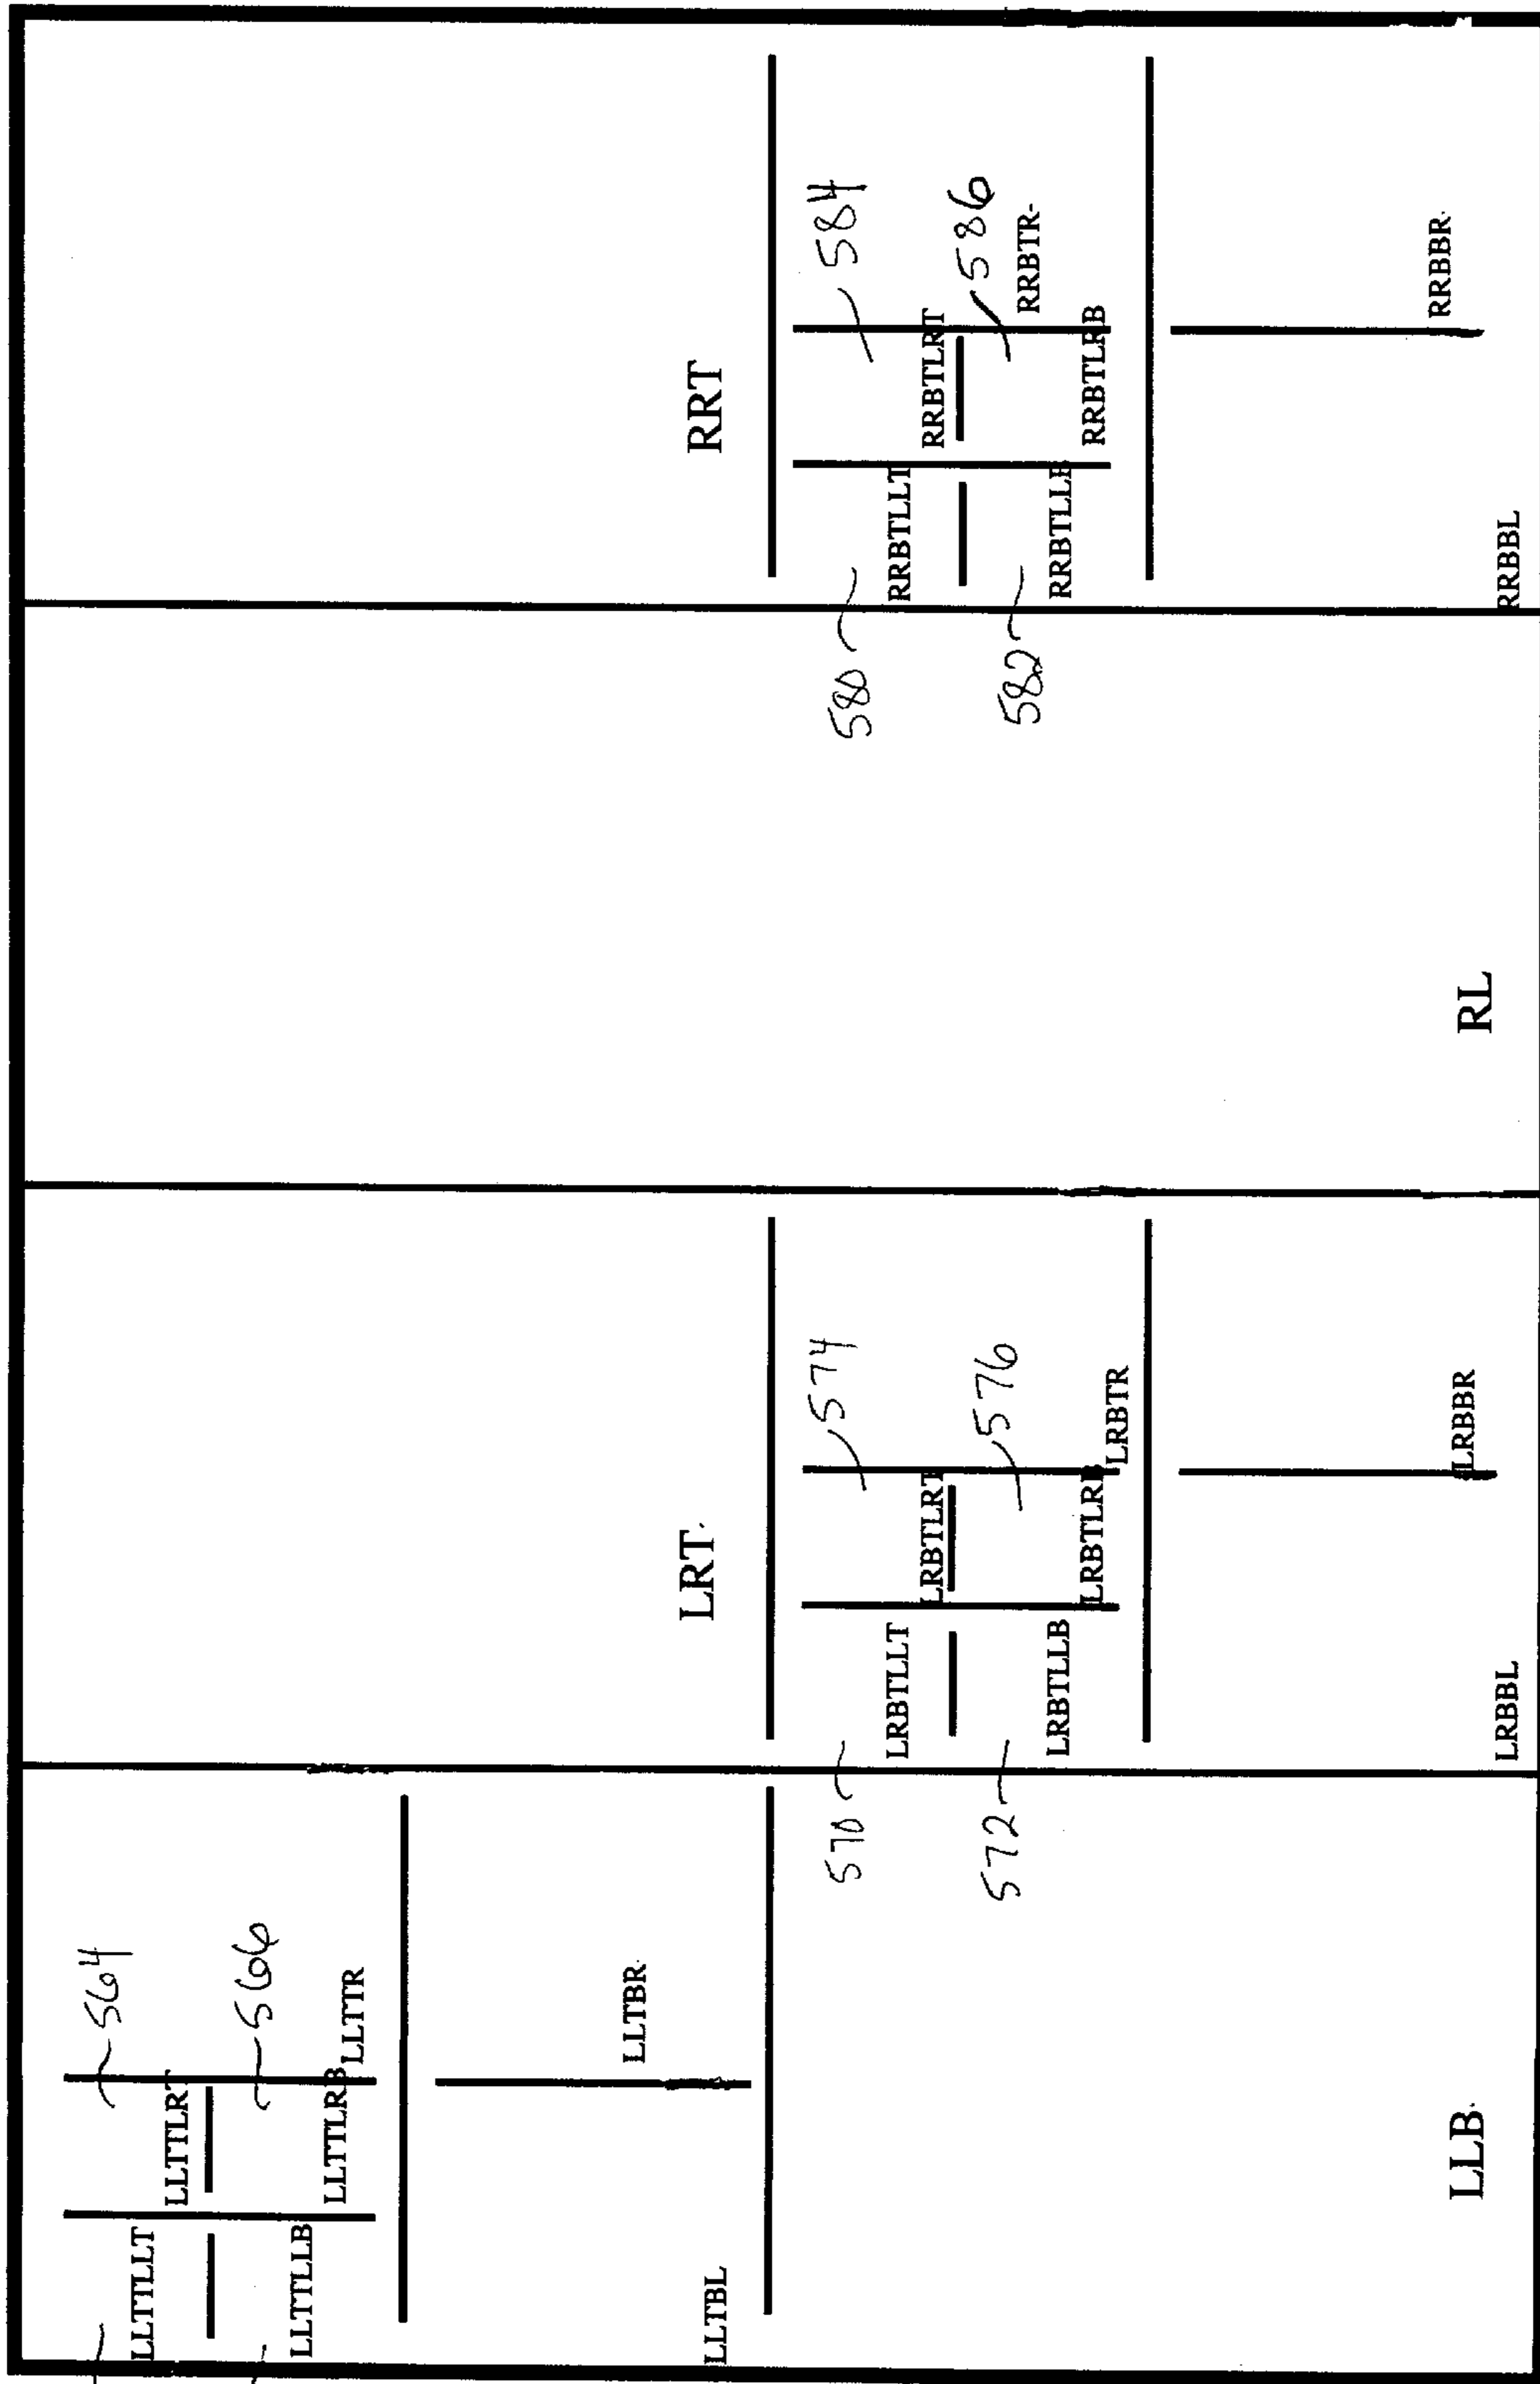 564
LLTTLLT
LLTTLRT
566
LLTTLLB
LLTTLRB
LLTTR
LLTBR
LLTBL
LLB
LRT
574
570
LRBTLLT
LRBTLRT
576
572
LRBTLLB
LRBTLRB
LRBTR
LRBBR
LRBBL
RL
RRT
584
580
RRBTLLT
RRBTLRT
586
582
RRBTR
RRBTLLB
RRBTLRB
RRBBR
RRBBL